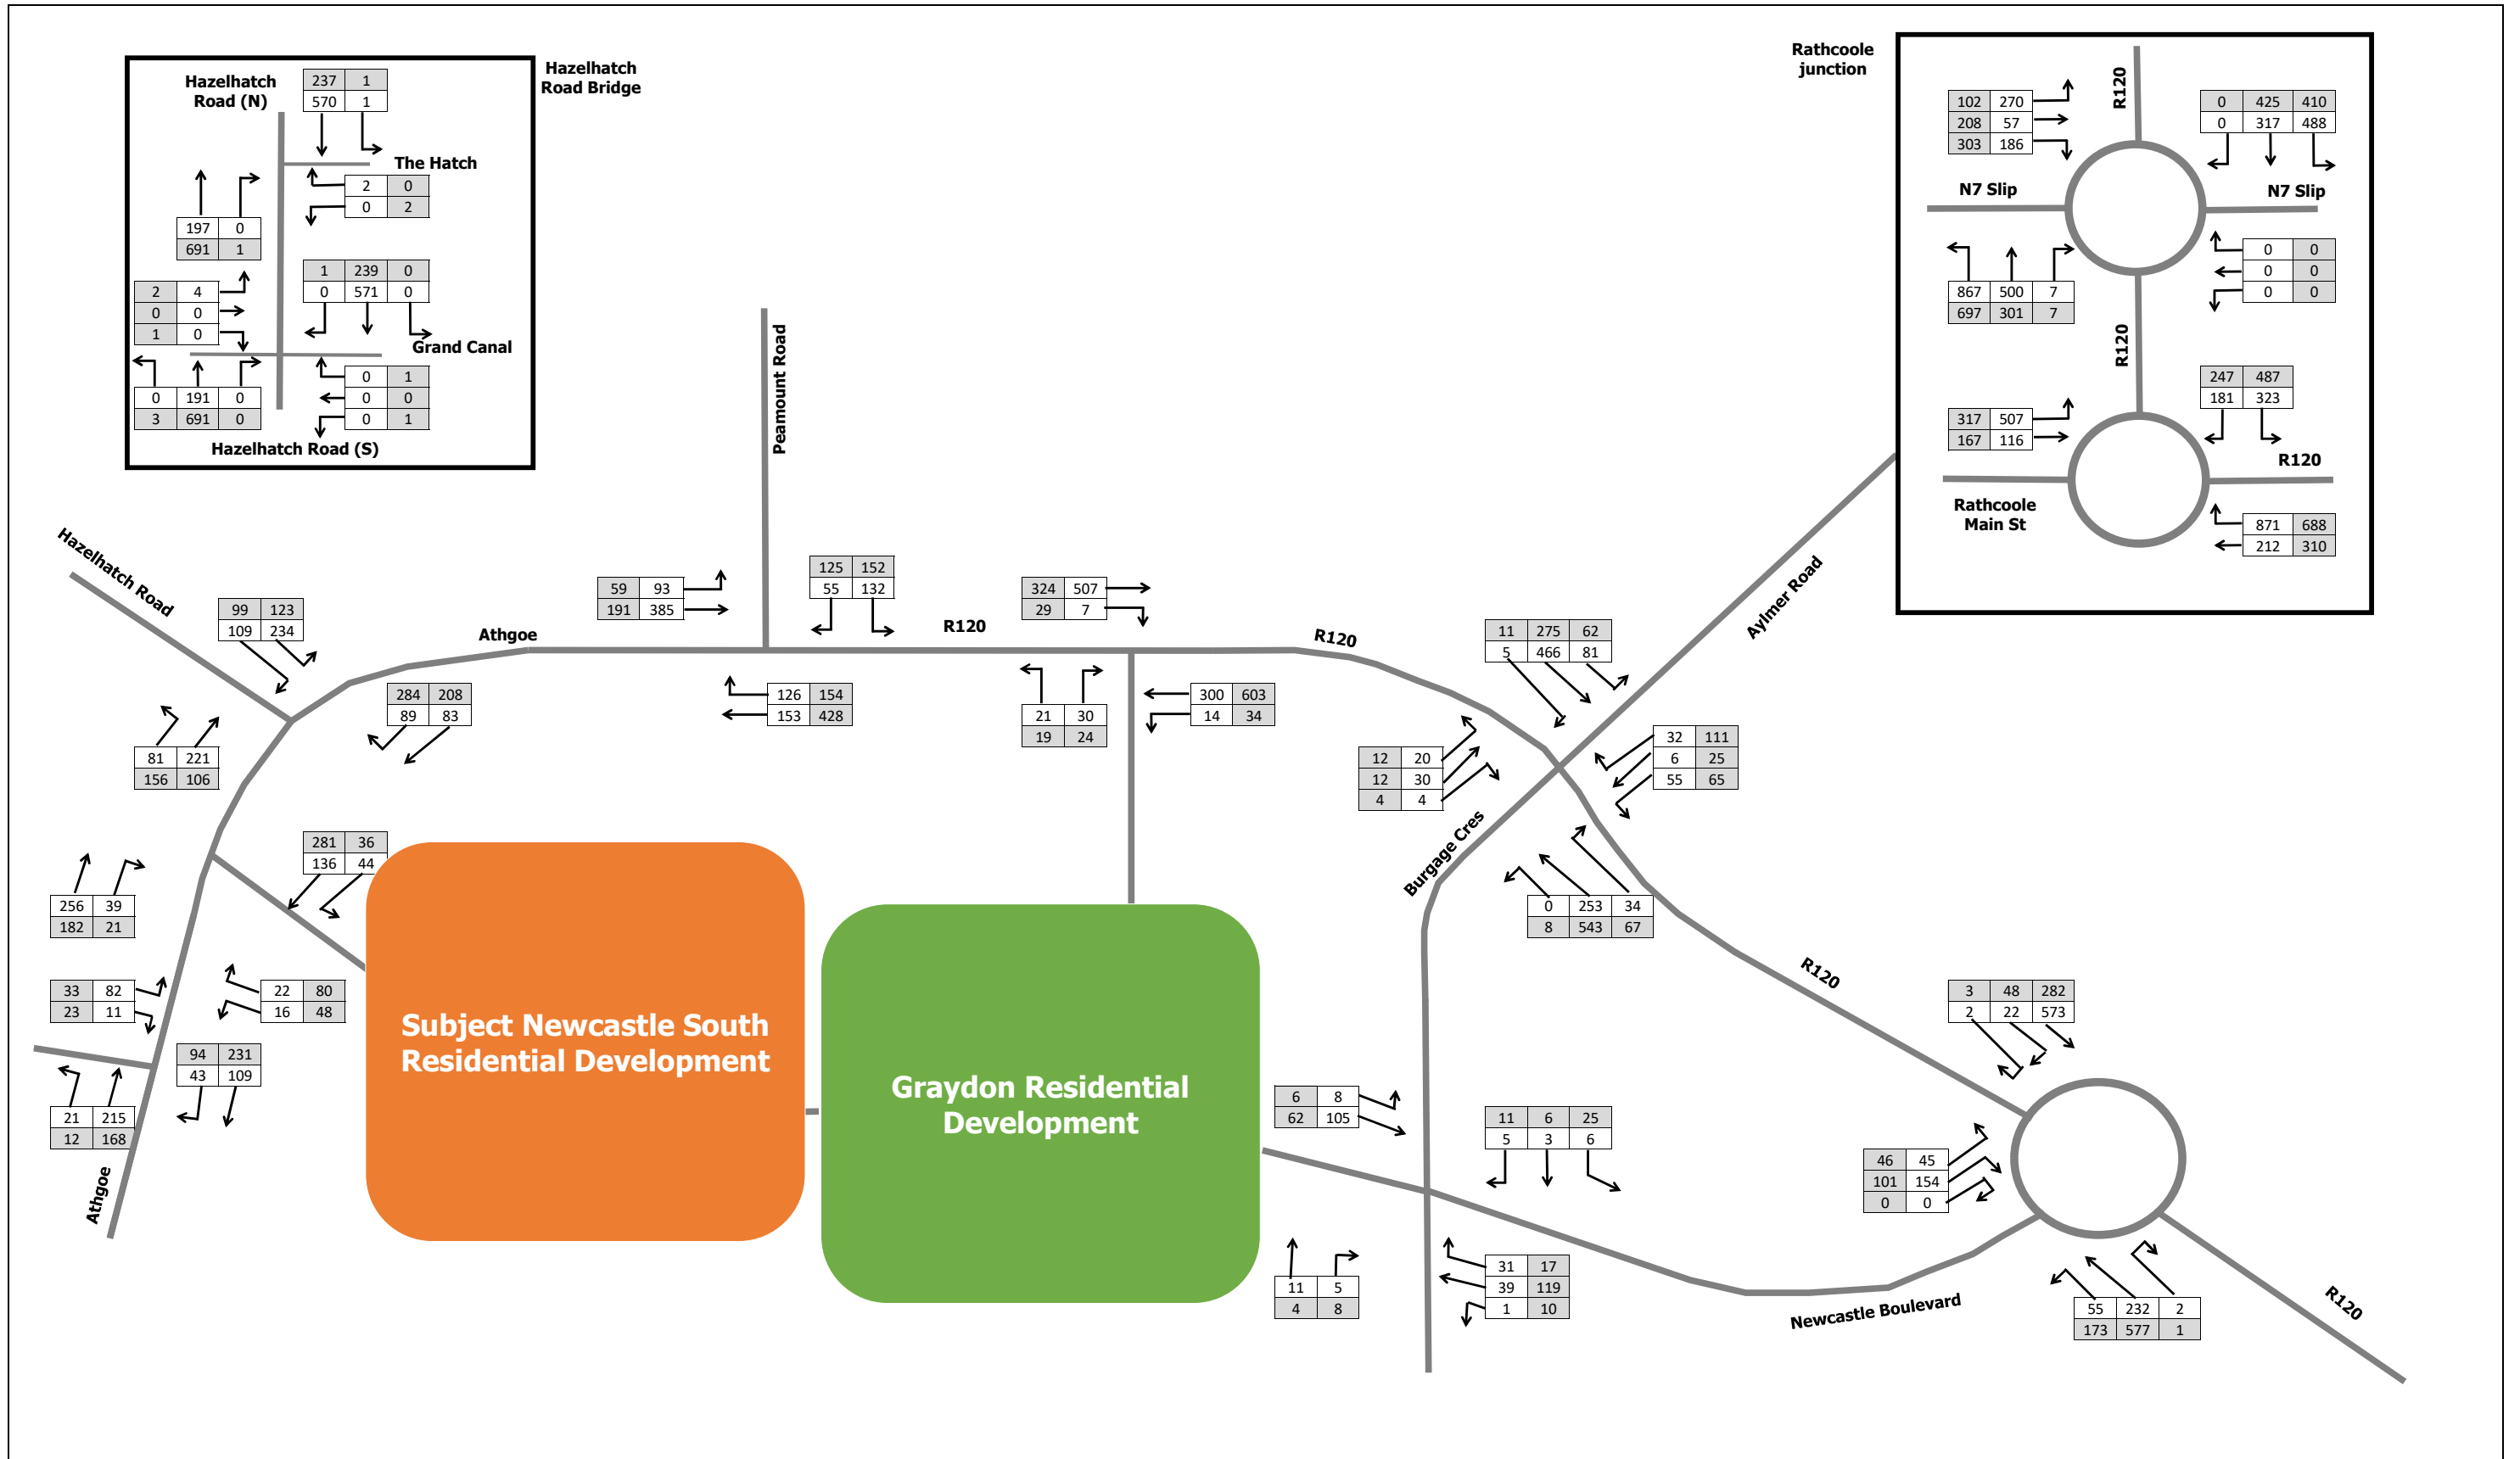 Hazelhatch
Road Bridge
Hazelhatch
Road (N)
237 1
570 1
The Hatch
2 0
0 2
197 0
691 1
2 4
0 0
1 0
1 239 0
0 571 0
Grand Canal
0 191 0
3 691 0
0 1
0 0
0 1
Hazelhatch Road (S)
Rathcoole
junction
R120
102 270
208 57
303 186
0 425 410
0 317 488
N7 Slip
N7 Slip
867 500 7
697 301 7
0 0
0 0
0 0
R120
247 487
181 323
317 507
167 116
R120
Rathcoole
Main St
871 688
212 310
Peamount Road
Hazelhatch Road
99 123
109 234
81 221
156 106
284 208
89 83
Athgoe
59 93
191 385
125 152
55 132
126 154
153 428
R120
324 507
29 7
21 30
19 24
300 603
14 34
R120
11 275 62
5 466 81
Aylmer Road
12 20
12 30
4 4
32 111
6 25
55 65
Burgage Cres
0 253 34
8 543 67
281 36
136 44
256 39
182 21
33 82
23 11
22 80
16 48
94 231
43 109
21 215
12 168
Athgoe
Subject Newcastle South
Residential Development
Graydon Residential
Development
R120
3 48 282
2 22 573
6 8
62 105
11 6 25
5 3 6
46 45
101 154
0 0
11 5
4 8
31 17
39 119
1 10
Newcastle Boulevard
55 232 2
173 577 1
R120